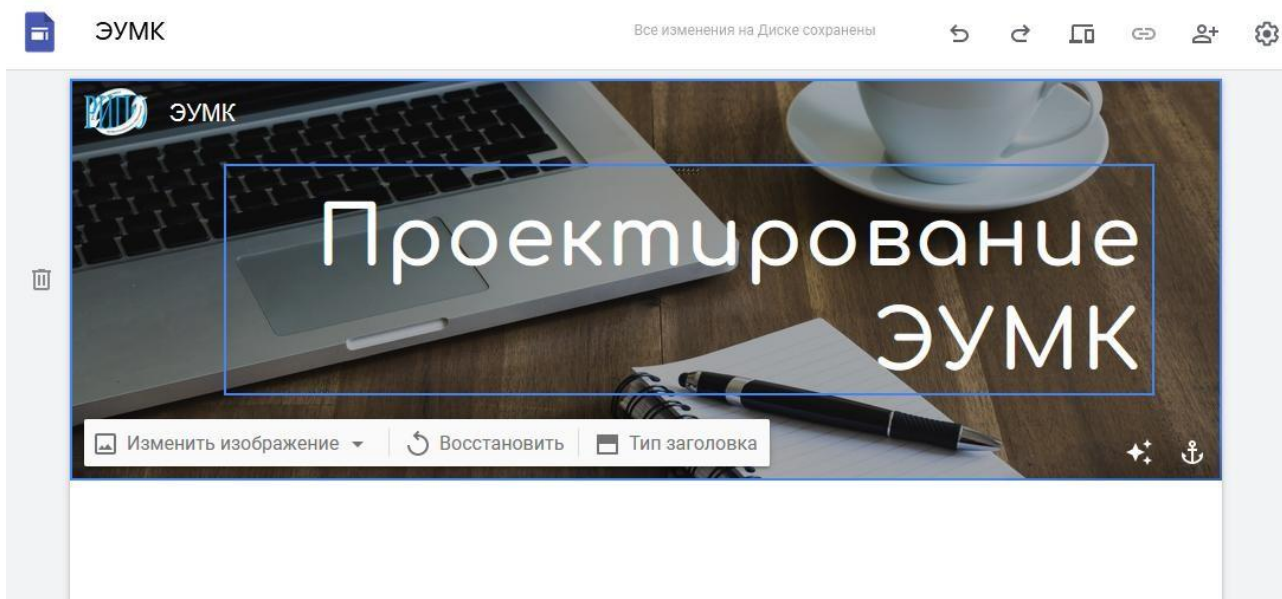 ЭУМК
Все изменения на Диске сохранены
ЭУМК
Проектирование
ЭУМК
Изменить изображение
Восстановить
Тип заголовка